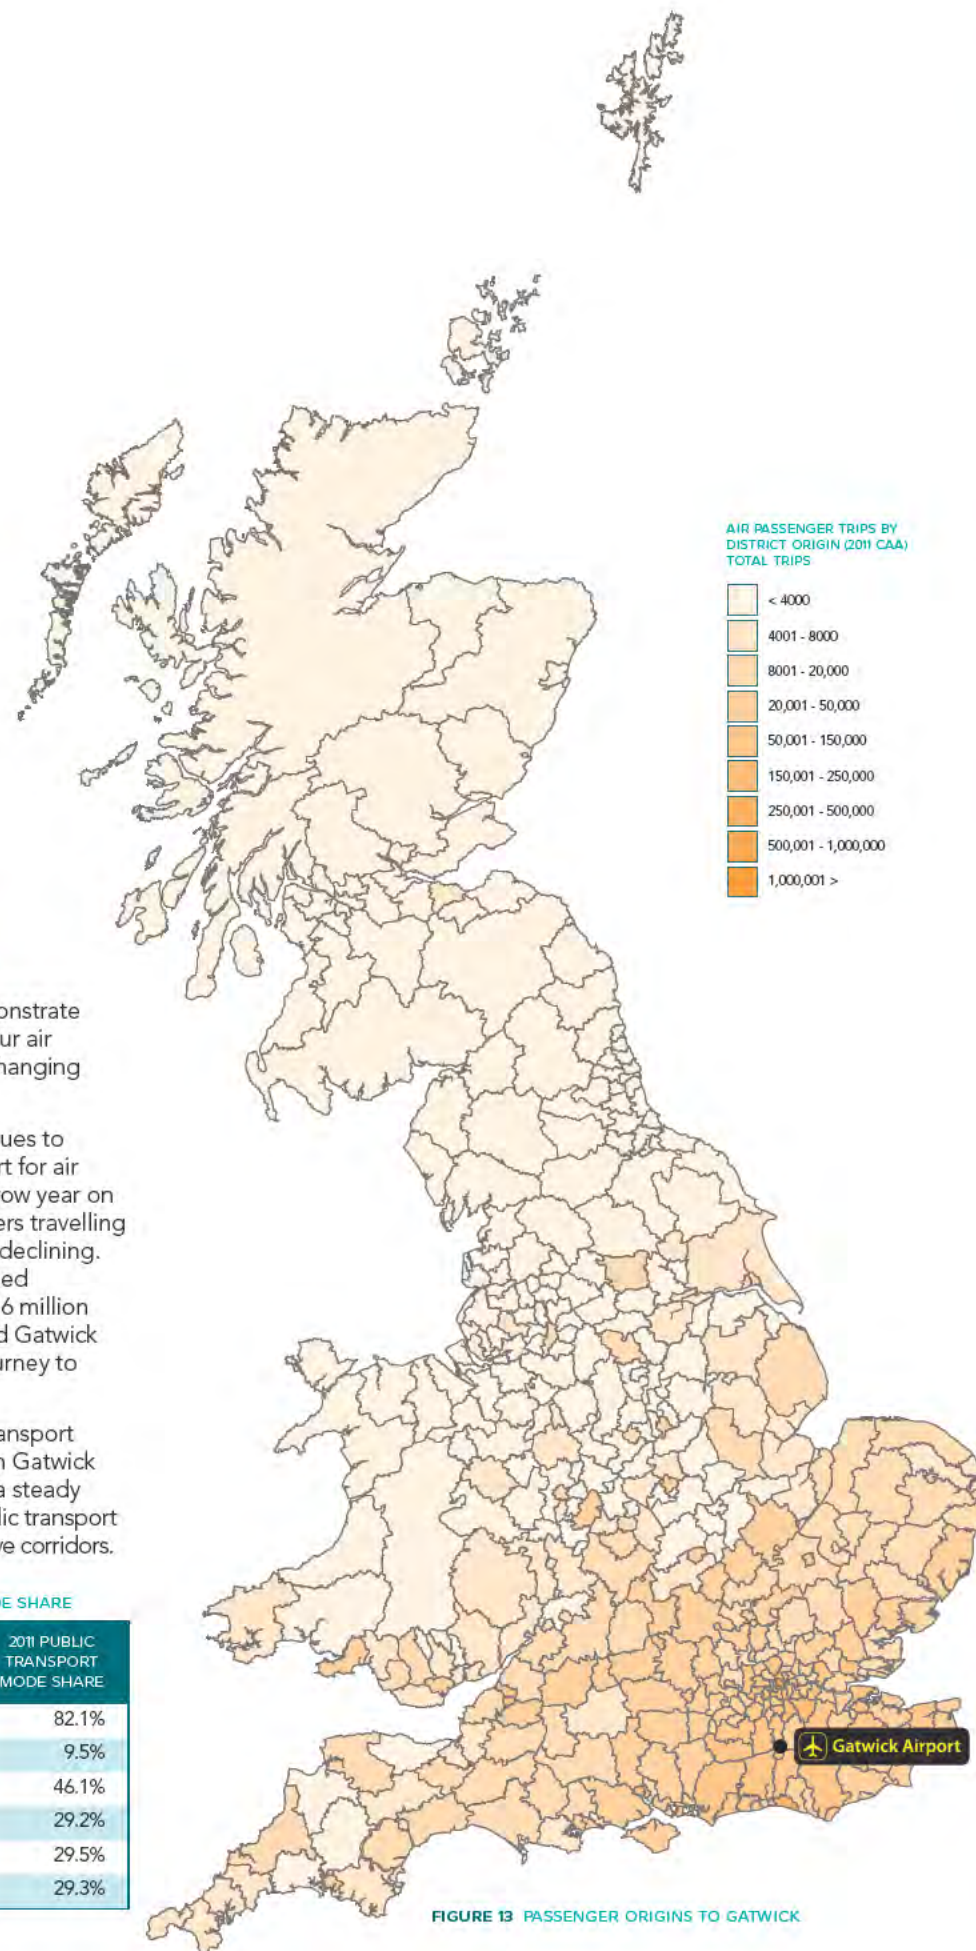 AIR PASSENGER TRIPS BY
DISTRICT ORIGIN (2011 CAA)
TOTAL TRIPS
< 4000
4001 - 8000
8001 - 20,000
20,001 - 50,000
50,001 - 150,000
150,001 - 250,000
250,001 - 500,000
500,001 - 1,000,000
1,000,001 >
onstrate
ur air
hanging
ues to
rt for air
row year on
ers travelling
declining.
ed
6 million
d Gatwick
urney to
ansport
n Gatwick
a steady
lic transport
ve corridors.
DE SHARE
2011 PUBLIC
TRANSPORT
MODE SHARE
82.1%
9.5%
46.1%
29.2%
29.5%
29.3%
Gatwick Airport
FIGURE 13 PASSENGER ORIGINS TO GATWICK